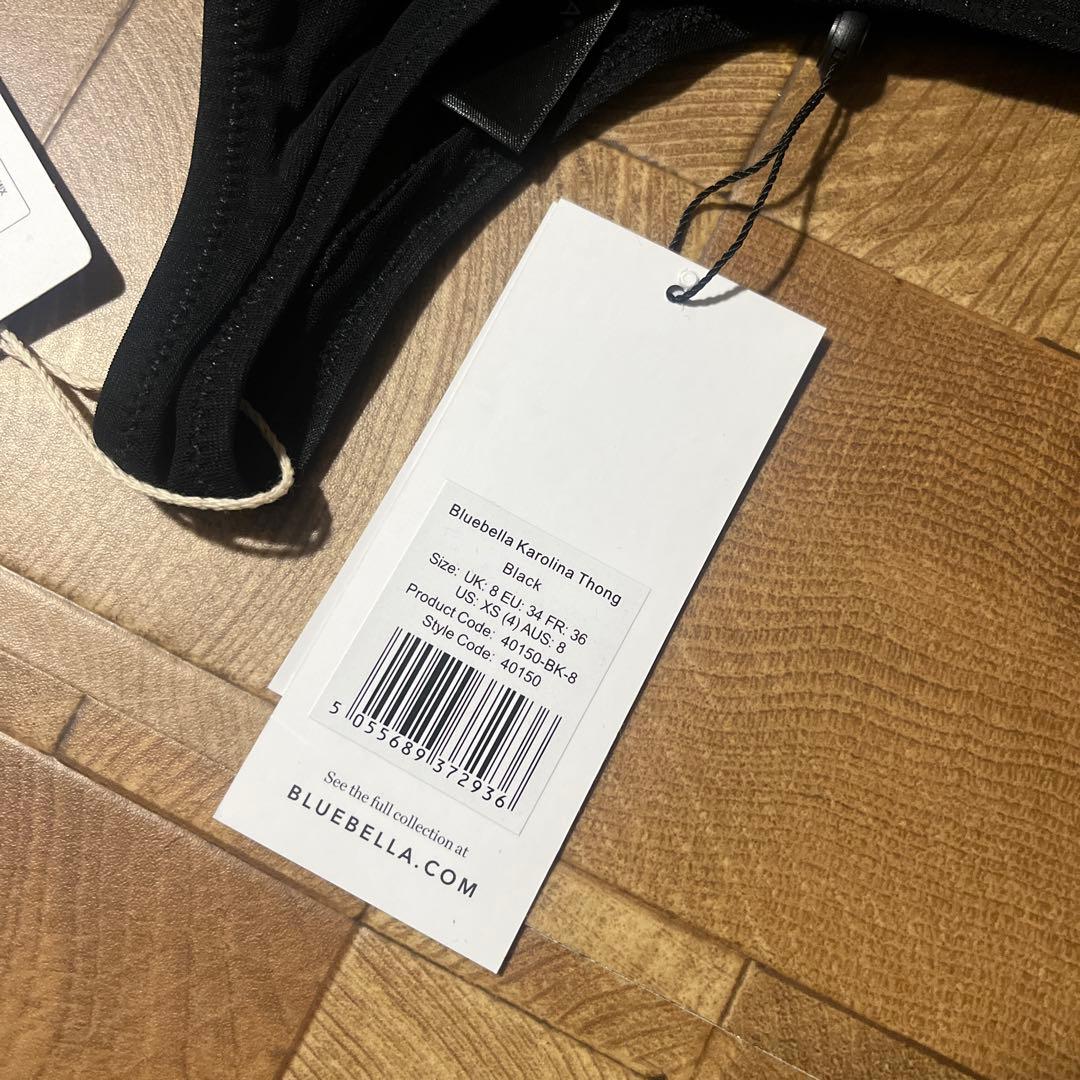 Bluebella Karolina Thong
Black
Size: UK: 8 EU: 34 FR: 36
US: XS (4) AUS: 8
Product Code: 40150-BK-8
Style Code: 40150
5 055689 372936
See the full collection at
BLUEBELLA.COM